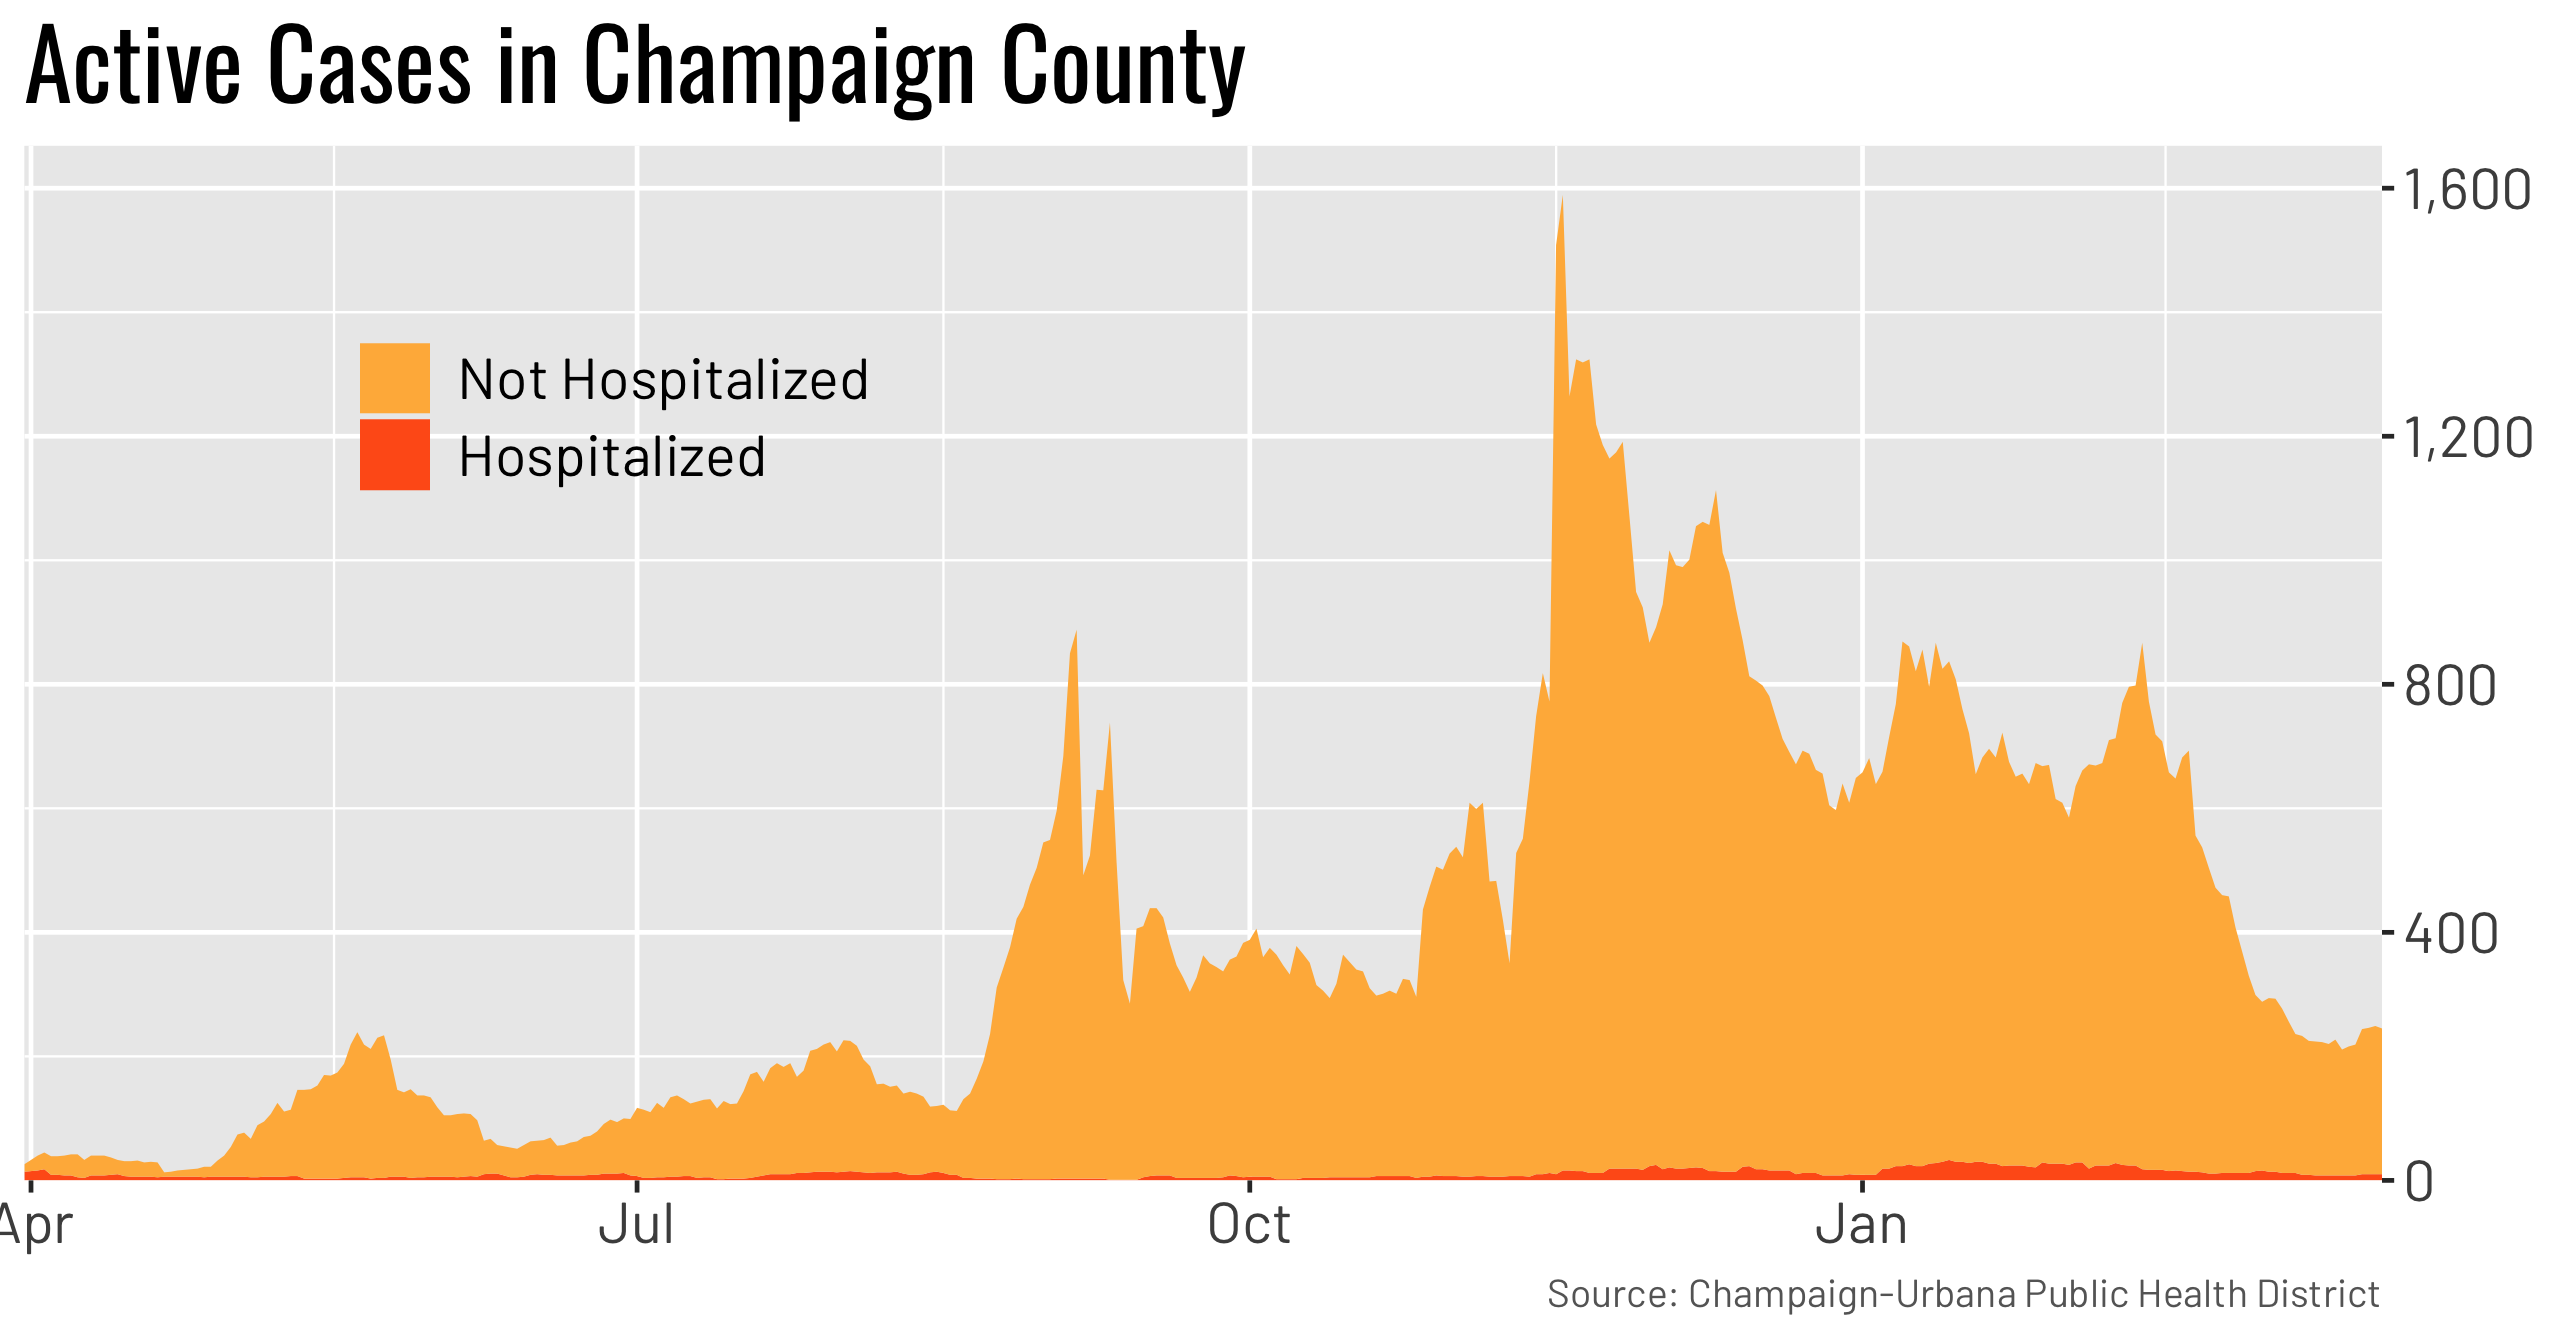 Active Cases in Champaign County
Not Hospitalized
Hospitalized
1,600
1,200
800
400
0
Apr Jul Oct Jan
Source: Champaign-Urbana Public Health District